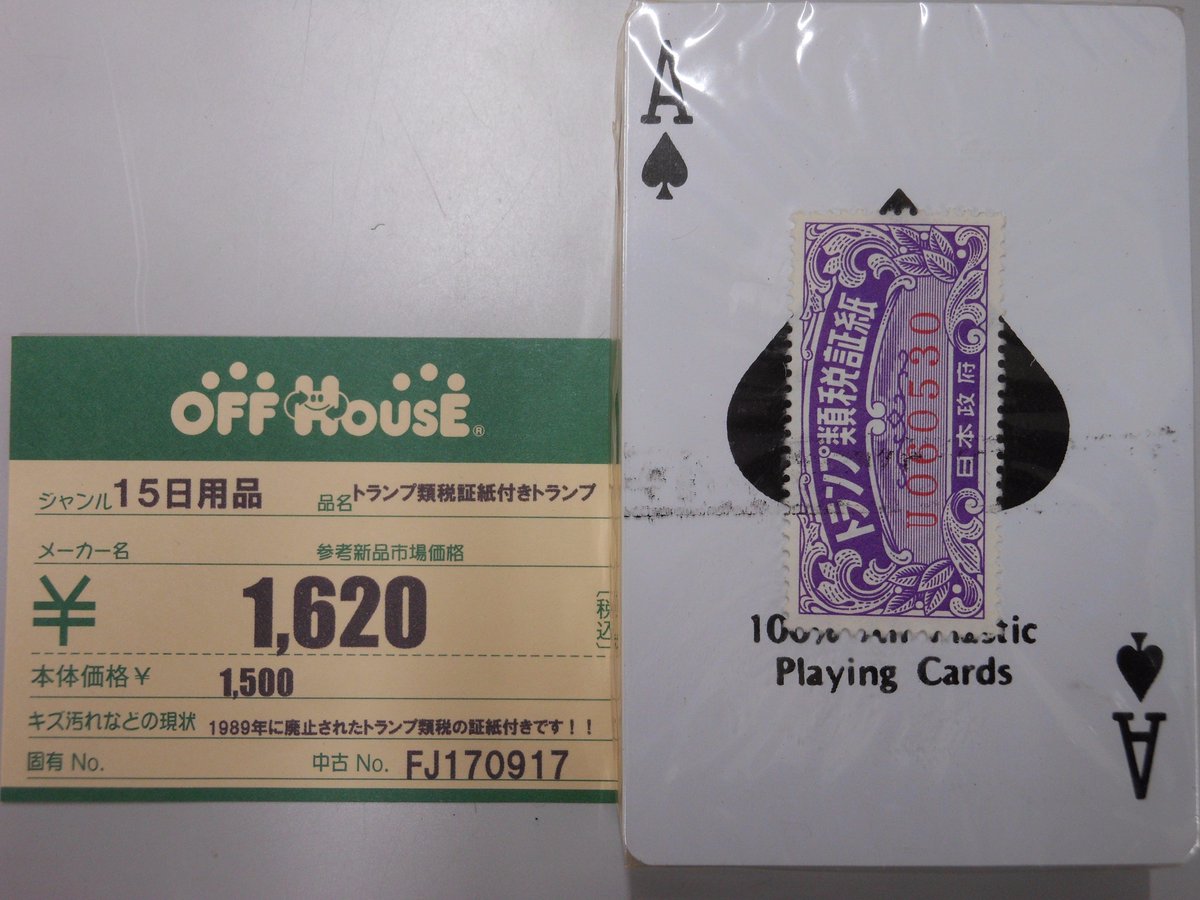 OFF HOUSE®
ジャンル 15日用品 品名 トランプ類税証紙付きトランプ
メーカー名 参考新品市場価格
¥ 1,620 税込
本体価格¥ 1,500
キズ汚れなどの現状 1989年に廃止されたトランプ類税の証紙付きです!!
固有 No. 中古 No. FJ170917
A
トランプ類税証紙
U 060530
日本政府
100% Plastic
Playing Cards
A